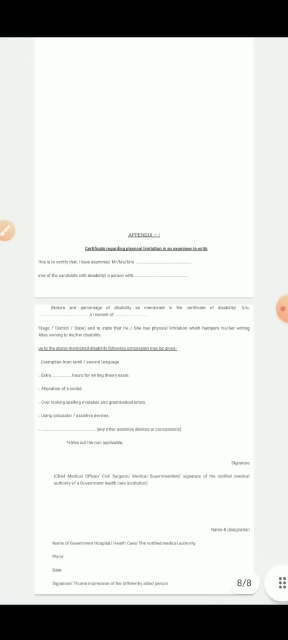 APPENDIX – I
Certificate regarding physical limitation in an examinee to write
This is to certify that, I have examined Mr/Ms/Mrs ..............................
me of the candidate with disability) a person with..............................
(Nature and percentage of disability as mentioned in the certificate of disability) S/o.
.............................. a resident of ....................
Village / District / State) and to state that He / She has physical limitation which hampers his/her writing
ities owning to his/her disability.
ue to the above mentioned disability following concession may be given:-
Exemption from Tamil / second language.
Extra ............ hours for writing theory exam.
Allocation of a scribe.
Over looking spelling mistakes and grammatical errors.
Using calculator / assistive devices.
.............................. (any other assistive devices or concessions)
*strike out the non applicable
Signature
(Chief Medical Officer/ Civil Surgeon/ Medical Superintendent/ signature of the notified medical
authority of a Government health care institution)
Name & designation
Name of Government Hospital/ Health Care/ The notified medical authority
Place
Date
Signature/ Thumb impression of the Differently abled person
8/8